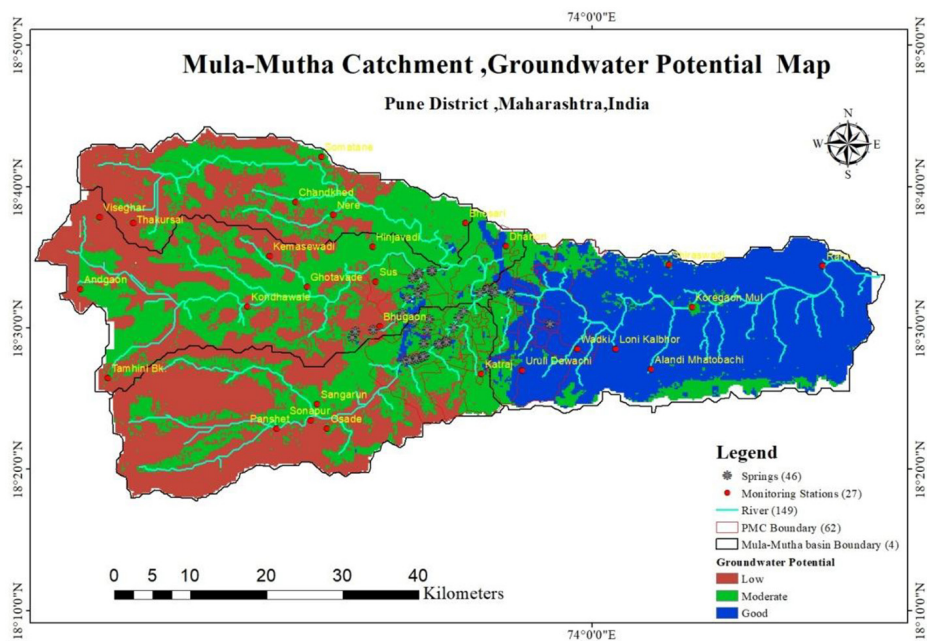 74°0'0"E
18°50'0"N
18°50'0"N
Mula-Mutha Catchment ,Groundwater Potential Map
Pune District ,Maharashtra,India
N
W E
S
Somatane
18°40'0"N
18°40'0"N
Chandkhed
Viseghar
Nere
Thakursai
Bhosari
Hinjavadi
Dhanori
Kemasewadi
Rahu
Sus
Ghotavade
Andgaon
Kondhawale
Koregaon Mul
18°30'0"N
18°30'0"N
Bhugaon
Wadki
Loni Kalbhor
Tamhini Bk
Katraj
Uruli Dewachi
Alandi Mhatobachi
Sangarun
Sonapur
Panshet
Osade
18°20'0"N
18°20'0"N
Legend
Springs (46)
Monitoring Stations (27)
River (149)
PMC Boundary (62)
Mula-Mutha basin Boundary (4)
Groundwater Potential
Low
Moderate
Good
0 5 10 20 30 40
Kilometers
18°10'0"N
18°10'0"N
74°0'0"E